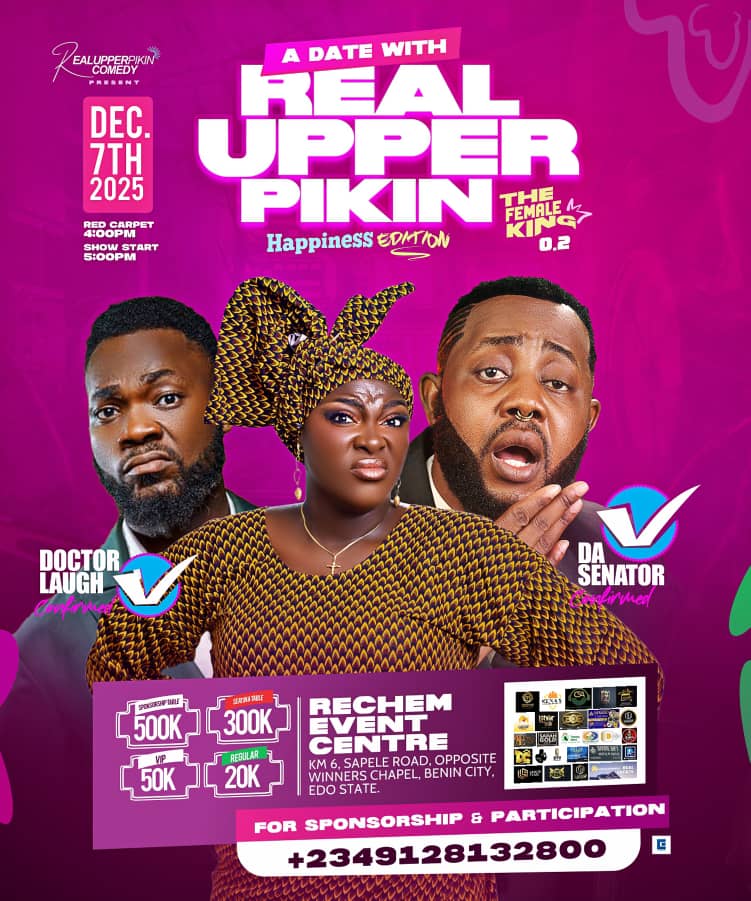 REALUPPERPIKIN
COMEDY
PRESENT
DEC.
7TH
2025
RED CARPET
4:00PM
SHOW START
5:00PM
A DATE WITH
REAL
UPPER
PIKIN
Happiness EDITION
THE
FEMALE
KING
0.2
DOCTOR
LAUGH
Confirmed
DA
SENATOR
Confirmed
SPONSORSHIP TABLE
500K
300K
VIP
50K
REGULAR
20K
RECHEM
EVENT
CENTRE
KM 6, SAPELE ROAD, OPPOSITE
WINNERS CHAPEL, BENIN CITY,
EDO STATE.
FOR SPONSORSHIP & PARTICIPATION
+2349128132800